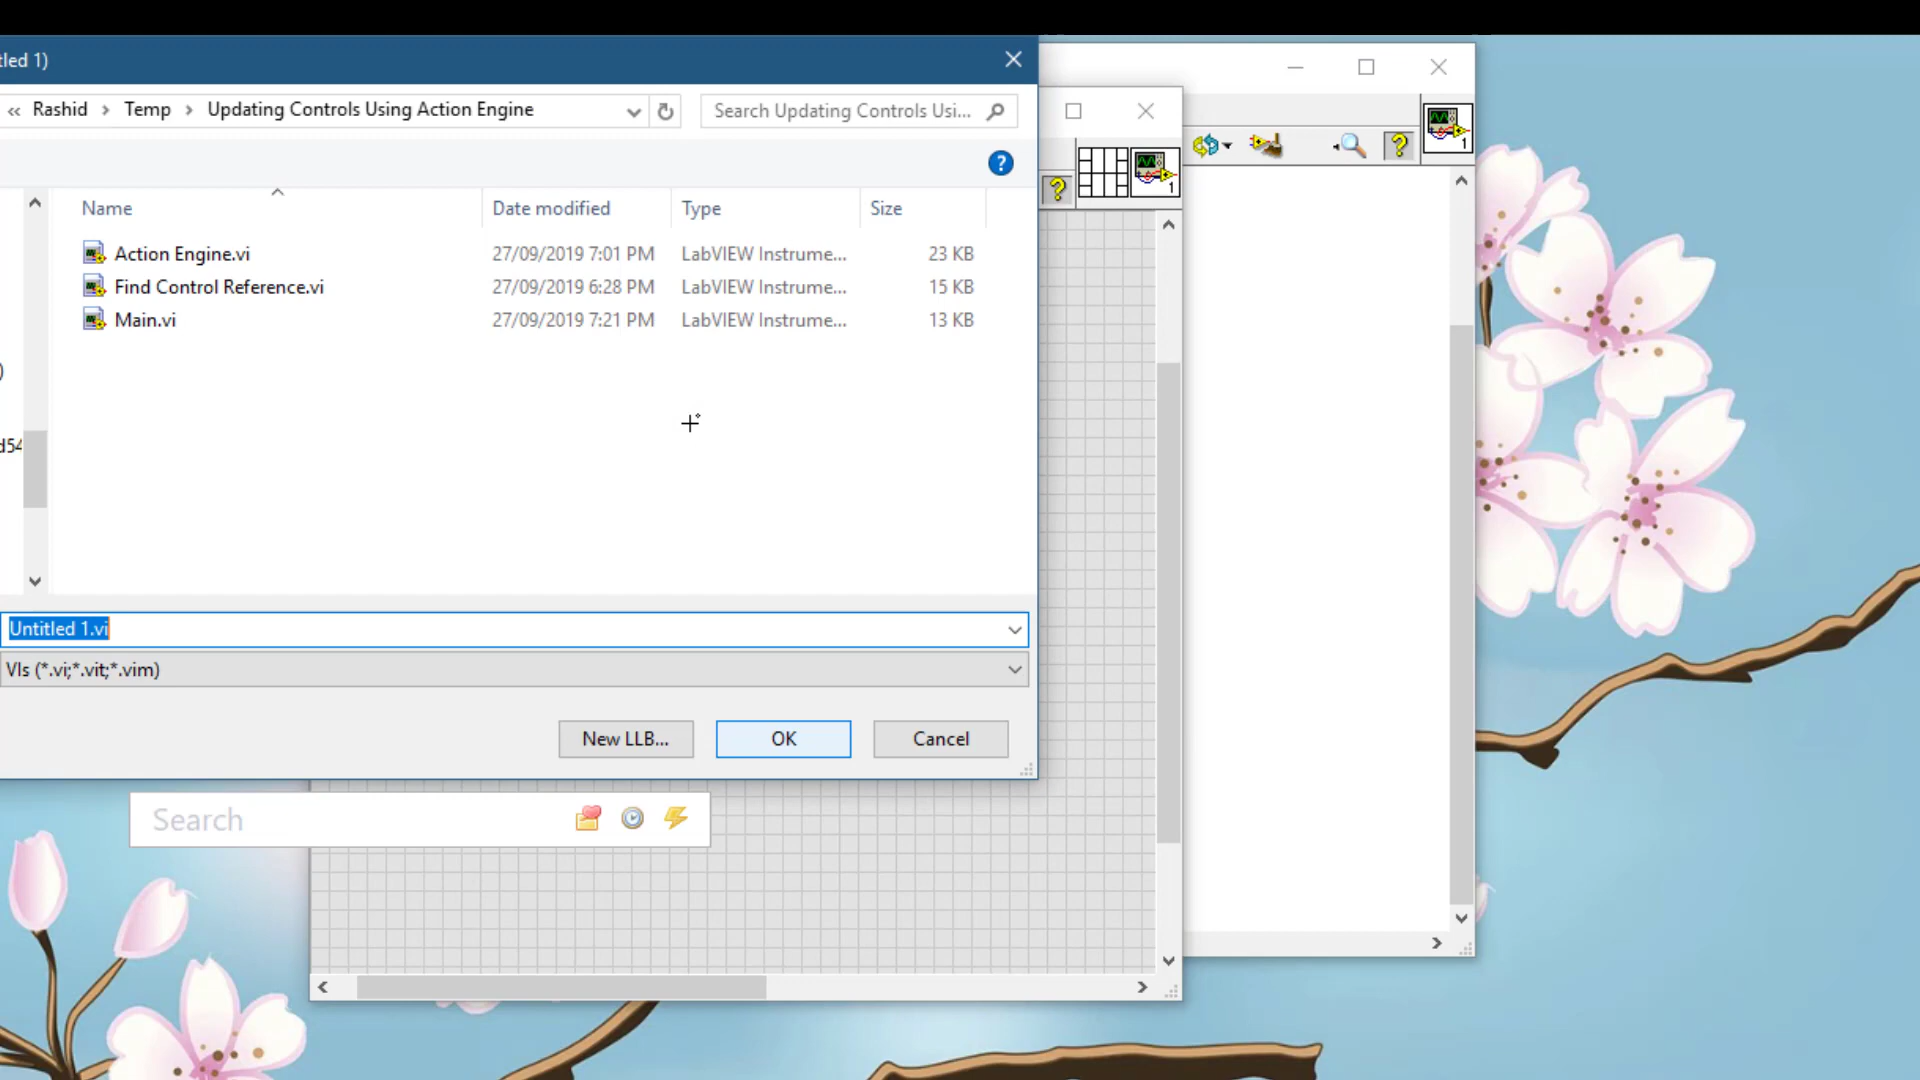 tled 1)
« Rashid › Temp › Updating Controls Using Action Engine
Search Updating Controls Usi...
Name Date modified Type Size
Action Engine.vi 27/09/2019 7:01 PM LabVIEW Instrume... 23 KB
Find Control Reference.vi 27/09/2019 6:28 PM LabVIEW Instrume... 15 KB
Main.vi 27/09/2019 7:21 PM LabVIEW Instrume... 13 KB
)
d54
Untitled 1.vi
VIs (*.vi;*.vit;*.vim)
New LLB... OK Cancel
Search
?
?
?
1
1